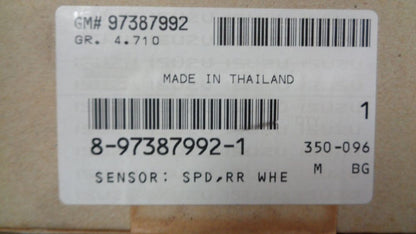 GM# 97387992
GR. 4.710
MADE IN THAILAND
1
8-97387992-1 350-096
M BG
SENSOR: SPD,RR WHE